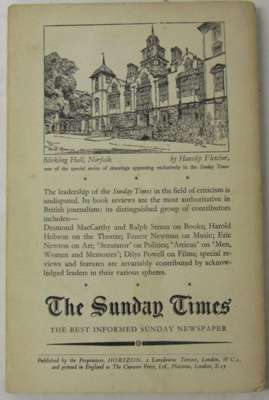 Blickling Hall, Norfolk by Hanslip Fletcher,
one of the special series of drawings appearing exclusively in the Sunday Times
The leadership of the Sunday Times in the field of criticism is
undisputed. Its book reviews are the most authoritative in
British journalism; its distinguished group of contributors
includes:—
Desmond MacCarthy and Ralph Straus on Books; Harold
Hobson on the Theatre; Ernest Newman on Music; Eric
Newton on Art; 'Scrutator' on Politics; 'Atticus' on 'Men,
Women and Memories'; Dilys Powell on Films; special re-
views and features are invariably contributed by acknow-
ledged leaders in their various spheres.
The Sunday Times
THE BEST INFORMED SUNDAY NEWSPAPER
Published by the Proprietors, HORIZON, 2 Lansdowne Terrace, London, W.C.1,
and printed in England at The Curwen Press, Ltd., Plaistow, London, E.13